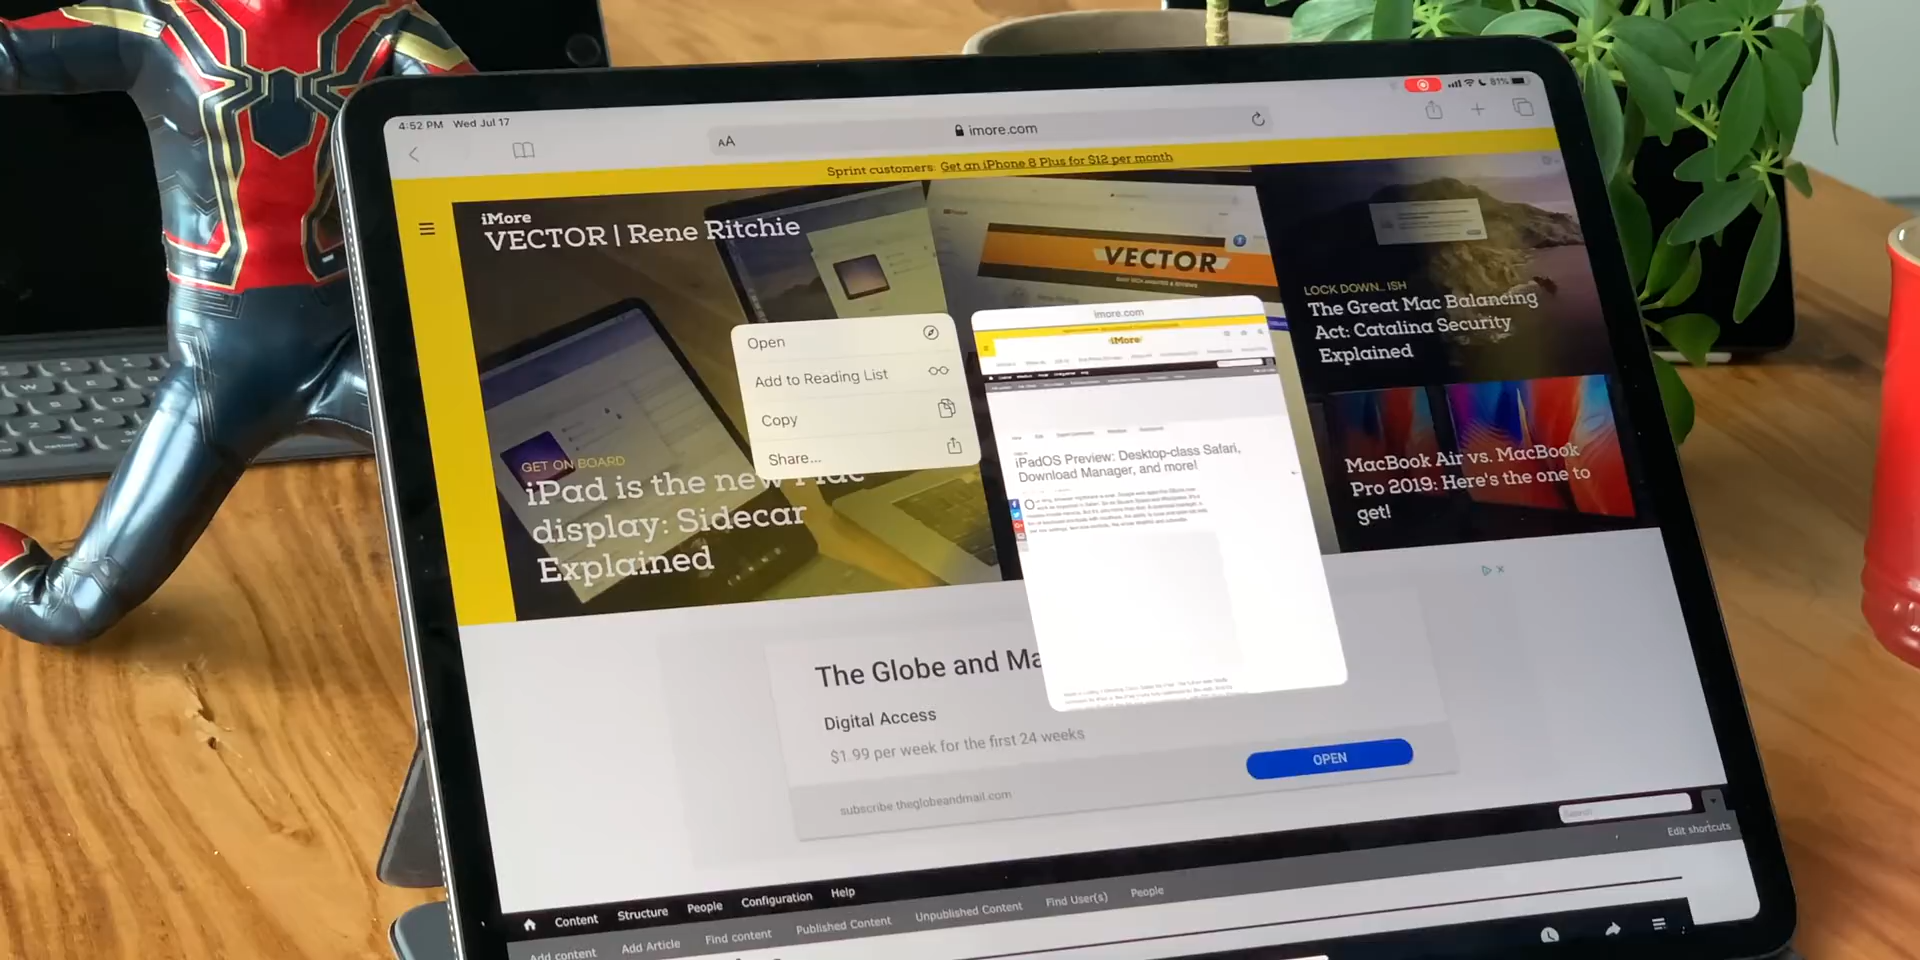 4:52 PM Wed Jul 17
81%
AA
imore.com
Sprint customers: Get an iPhone 8 Plus for $12 per month
iMore
VECTOR | Rene Ritchie
VECTOR
LOCK DOWN... ISH
The Great Mac Balancing
Act: Catalina Security
Explained
Open
Add to Reading List
Copy
Share...
imore.com
iMore
iPadOS Preview: Desktop-class Safari,
Download Manager, and more!
GET ON BOARD
iPad is the new Mac
display: Sidecar
Explained
MacBook Air vs. MacBook
Pro 2019: Here's the one to
get!
The Globe and Ma
Digital Access
$1.99 per week for the first 24 weeks
OPEN
subscribe.theglobeandmail.com
Search
Edit shortcuts
Content Structure People Configuration Help
Add content Add Article Find content Published Content Unpublished Content Find User(s) People